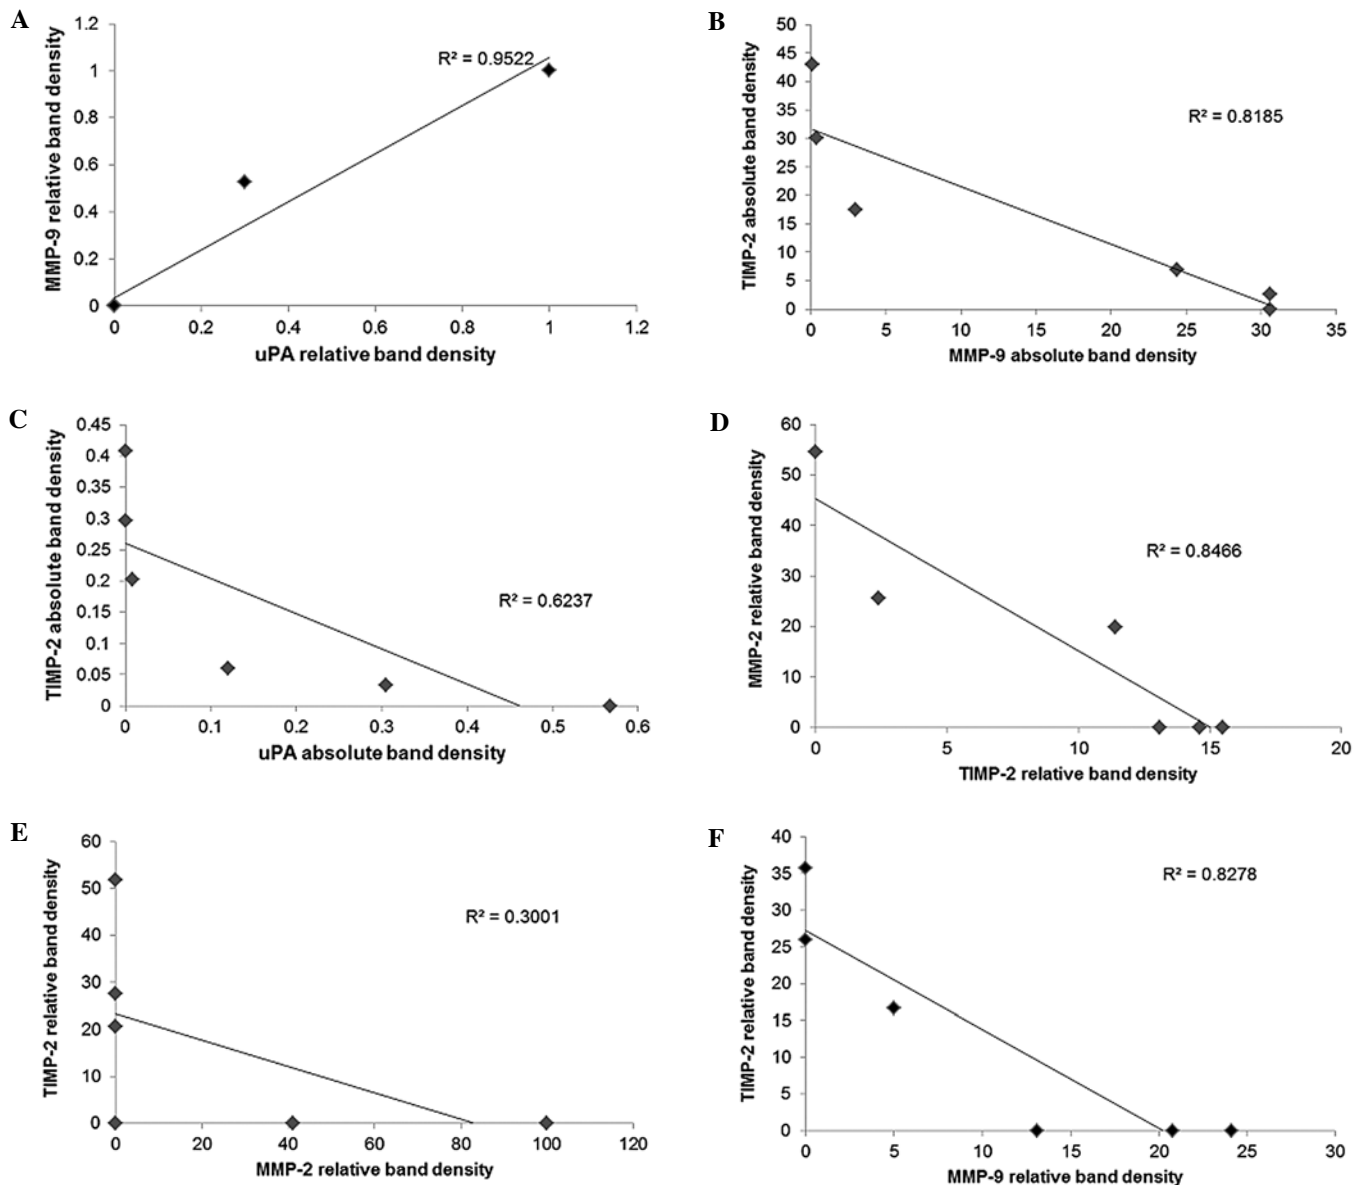 A
MMP-9 relative band density
1.2
1
0.8
0.6
0.4
0.2
0
R² = 0.9522
0 0.2 0.4 0.6 0.8 1 1.2
uPA relative band density
B
TIMP-2 absolute band density
50
45
40
35
30
25
20
15
10
5
0
R² = 0.8185
0 5 10 15 20 25 30 35
MMP-9 absolute band density
C
TIMP-2 absolute band density
0.45
0.4
0.35
0.3
0.25
0.2
0.15
0.1
0.05
0
R² = 0.6237
0 0.1 0.2 0.3 0.4 0.5 0.6
uPA absolute band density
D
MMP-2 relative band density
60
50
40
30
20
10
0
R² = 0.8466
0 5 10 15 20
TIMP-2 relative band density
E
TIMP-2 relative band density
60
50
40
30
20
10
0
R² = 0.3001
0 20 40 60 80 100 120
MMP-2 relative band density
F
TIMP-2 relative band density
40
35
30
25
20
15
10
5
0
R² = 0.8278
0 5 10 15 20 25 30
MMP-9 relative band density